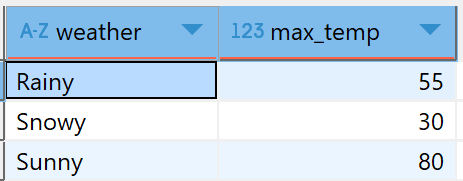 A-Z weather 123 max_temp
Rainy 55
Snowy 30
Sunny 80